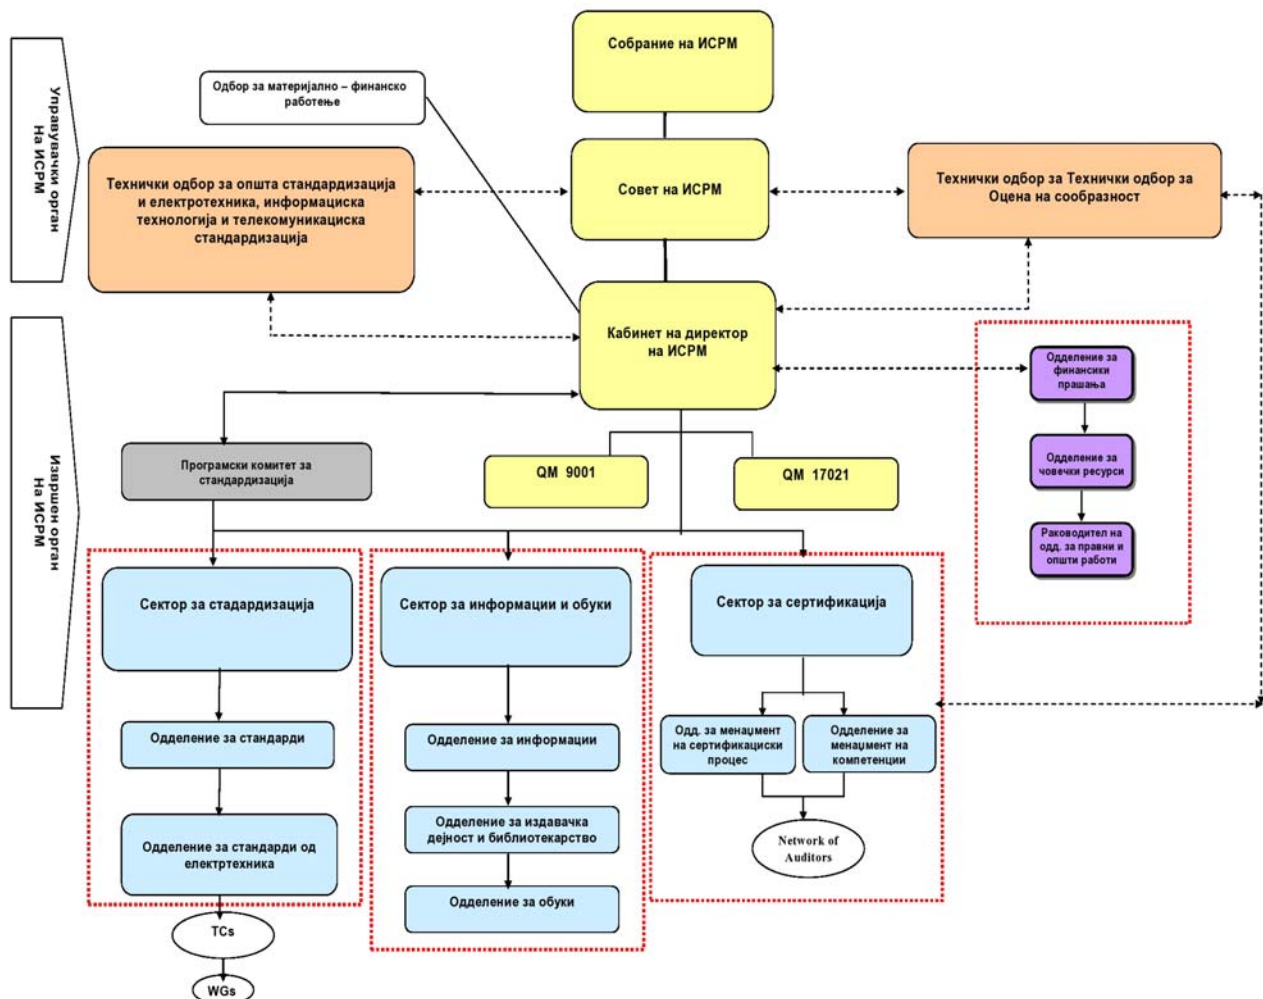 Собрание на ИСРМ
Управувачки орган
На ИСРМ
Одбор за материјално – финанско
работење
Технички одбор за општа стандардизација
и електротехника, информациска
технологија и телекомуникациска
стандардизација
Совет на ИСРМ
Технички одбор за Технички одбор за
Оцена на сообразност
Кабинет на директор
на ИСРМ
Извршен орган
На ИСРМ
Одделение за
финансики
прашања
Одделение за
човечки ресурси
Раководител на
одд. за правни и
општи работи
Програмски комитет за
стандардизација
QM 9001
QM 17021
Сектор за стадардизација
Одделение за стандарди
Одделение за стандарди од
електртехника
TCs
WGs
Сектор за информации и обуки
Одделение за информации
Одделение за издавачка
дејност и библиотекарство
Одделение за обуки
Сектор за сертификација
Одд. за менаџмент
на сертификациски
процес
Одделение за
менаџмент на
компетенции
Network of
Auditors